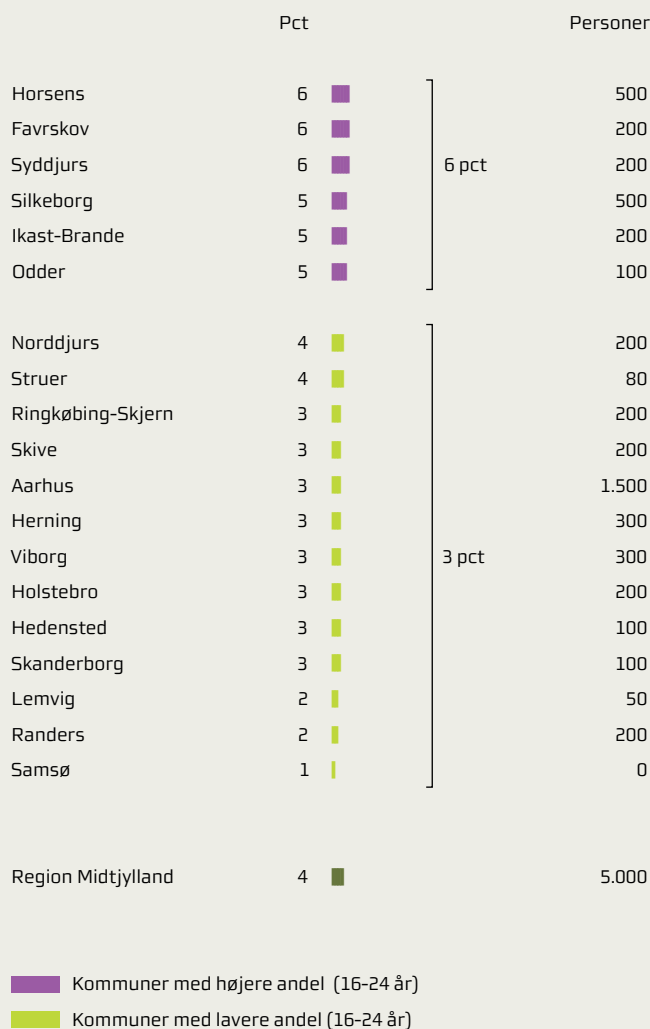 Pct Personer
Horsens 6 500
Favrskov 6 200
Syddjurs 6 6 pct 200
Silkeborg 5 500
Ikast-Brande 5 200
Odder 5 100
Norddjurs 4 200
Struer 4 80
Ringkøbing-Skjern 3 200
Skive 3 200
Aarhus 3 1.500
Herning 3 300
Viborg 3 3 pct 300
Holstebro 3 200
Hedensted 3 100
Skanderborg 3 100
Lemvig 2 50
Randers 2 200
Samsø 1 0
Region Midtjylland 4 5.000
Kommuner med højere andel (16-24 år)
Kommuner med lavere andel (16-24 år)